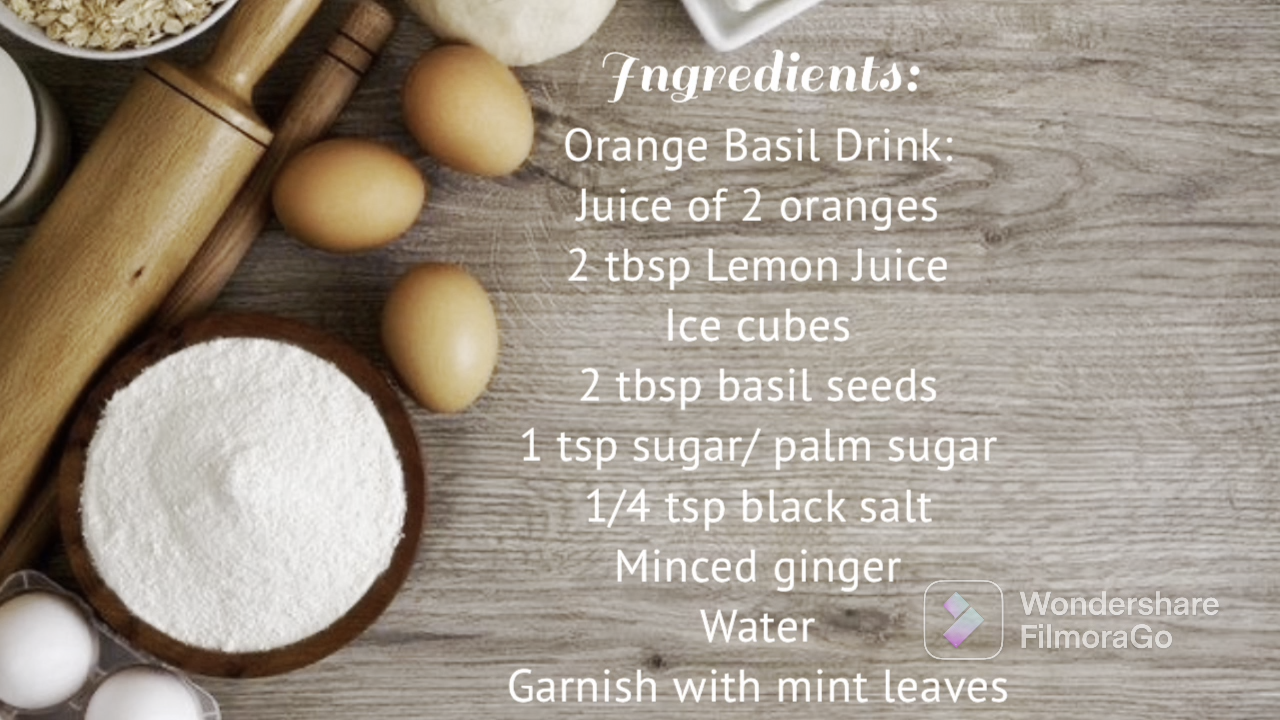 Ingredients:
Orange Basil Drink:
Juice of 2 oranges
2 tbsp Lemon Juice
Ice cubes
2 tbsp basil seeds
1 tsp sugar/ palm sugar
1/4 tsp black salt
Minced ginger
Water
Garnish with mint leaves
Wondershare
FilmoraGo